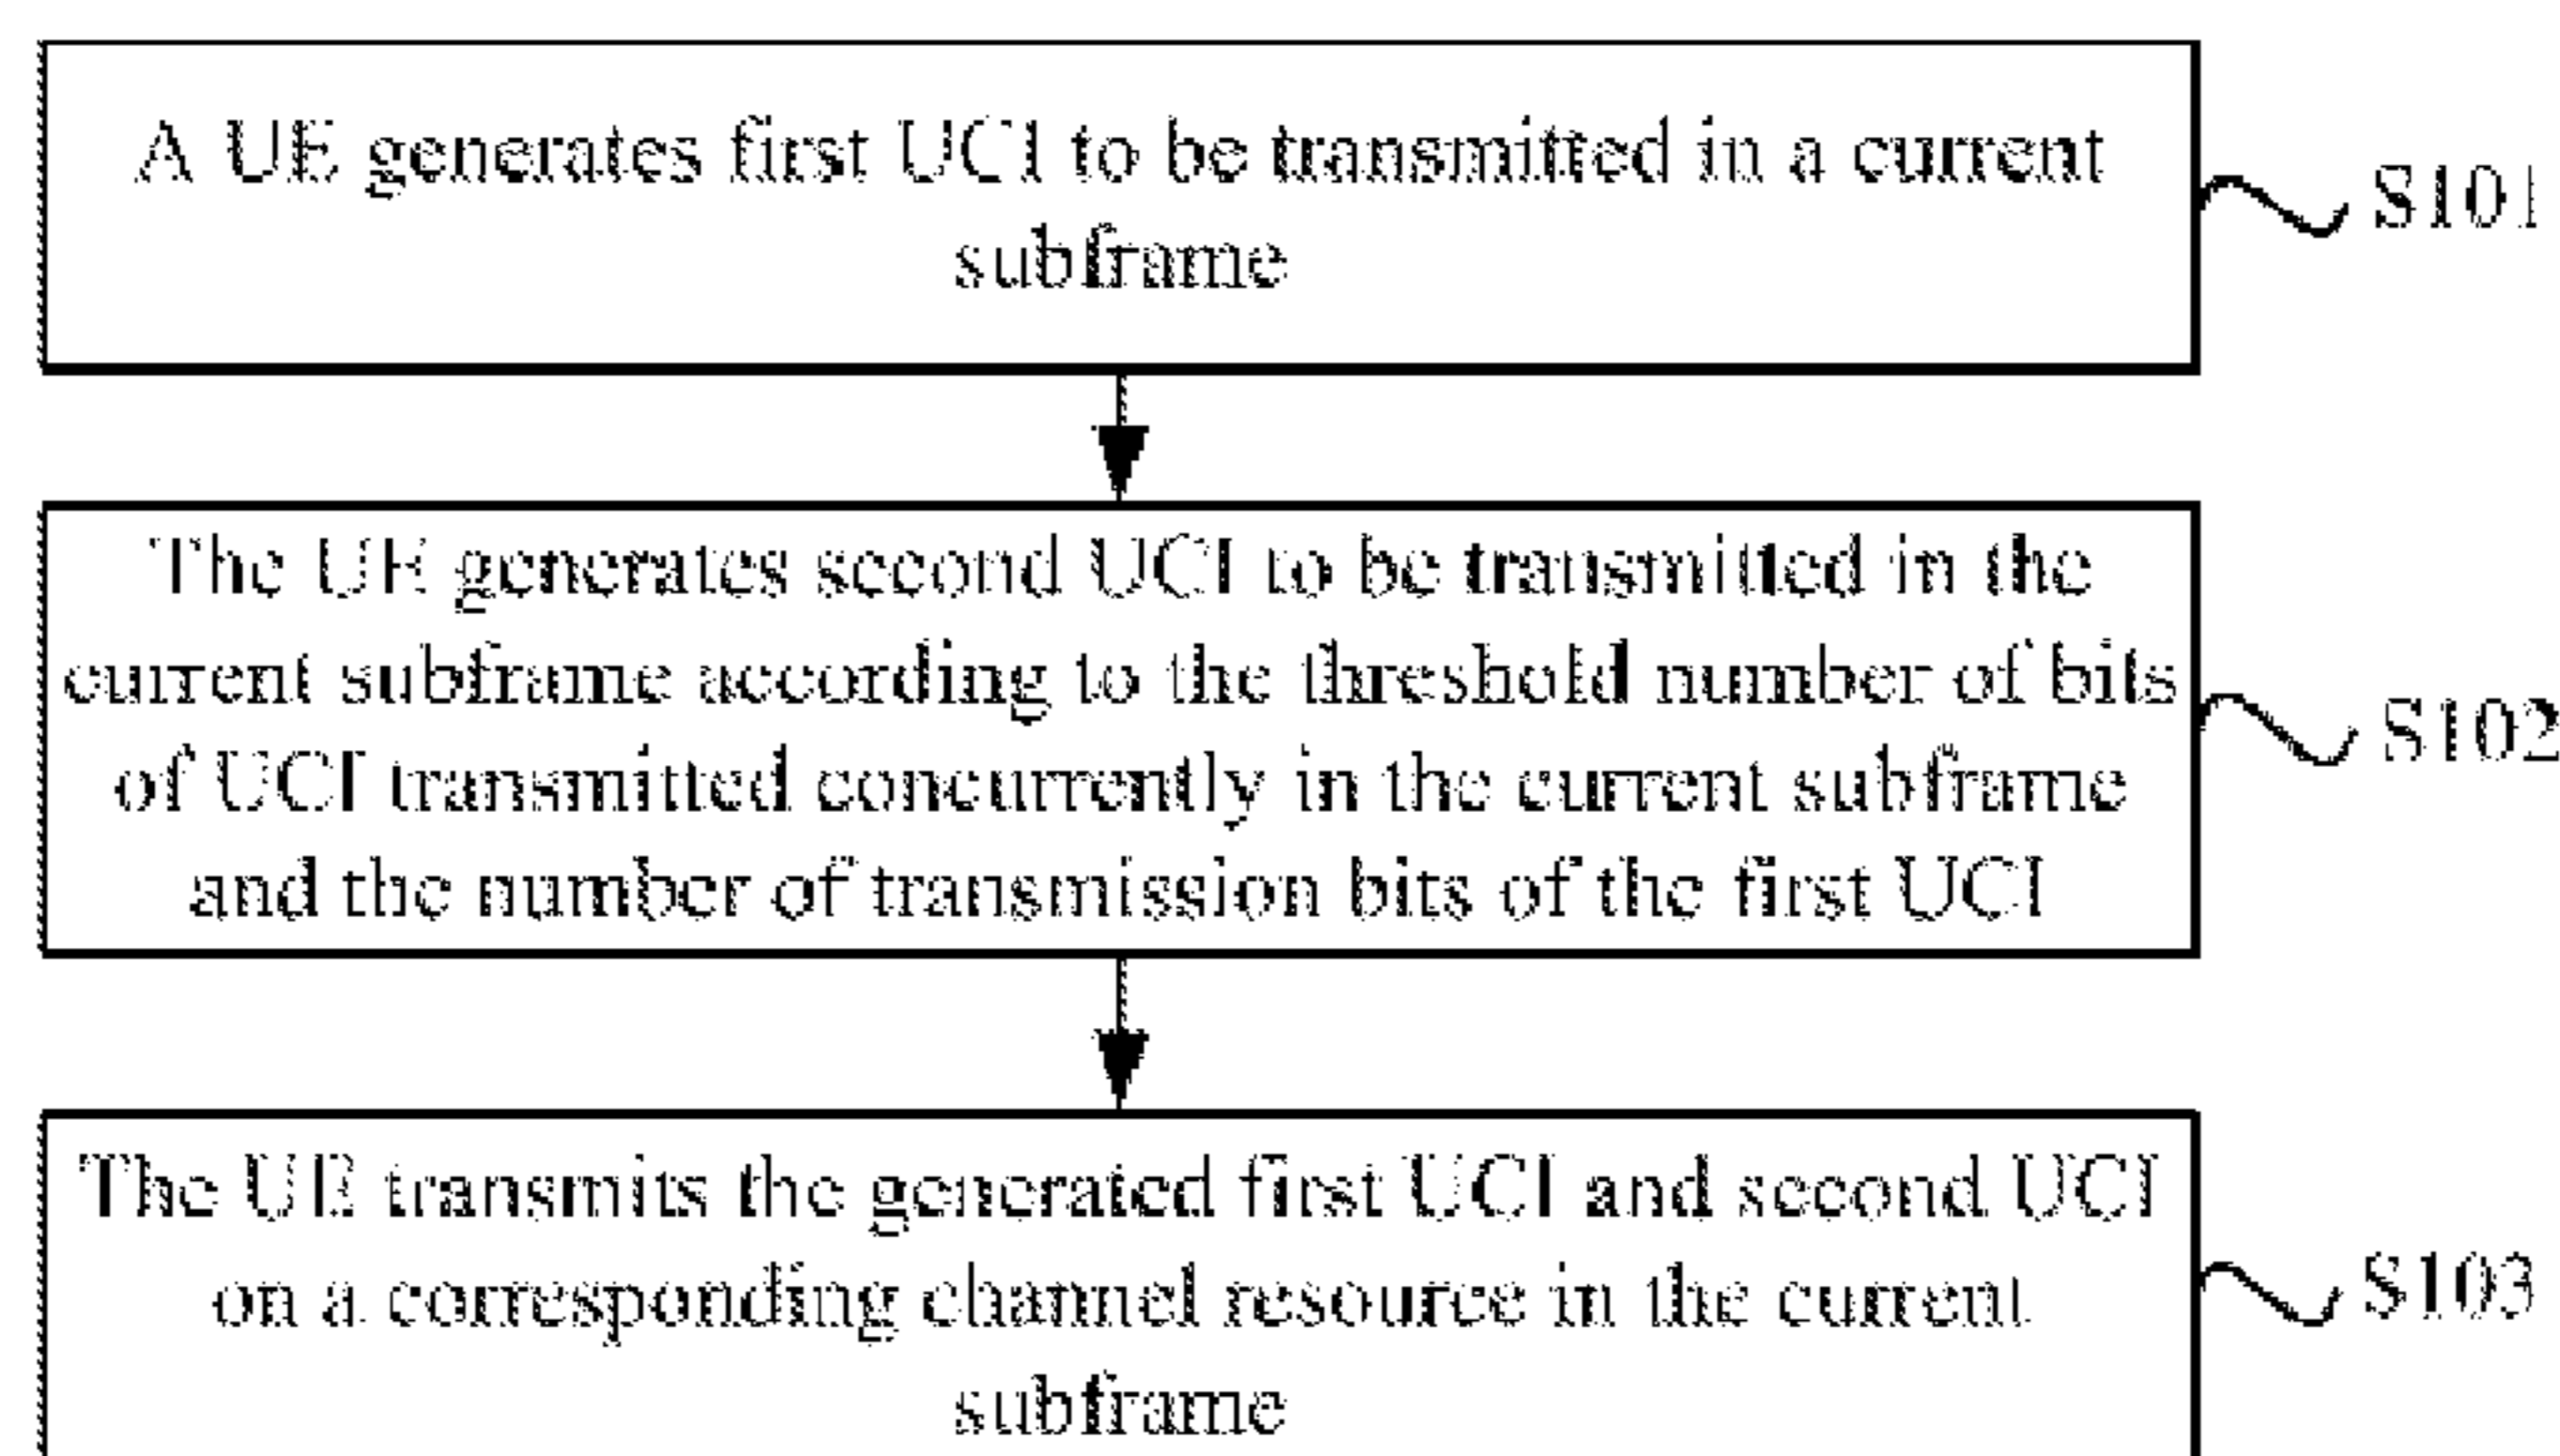 A UE generates first UCI to be transmitted in a current
subframe
S101
The UE generates second UCI to be transmitted in the
current subframe according to the threshold number of bits
of UCI transmitted concurrently in the current subframe
and the number of transmission bits of the first UCI
S102
The UE transmits the generated first UCI and second UCI
on a corresponding channel resource in the current
subframe
S103